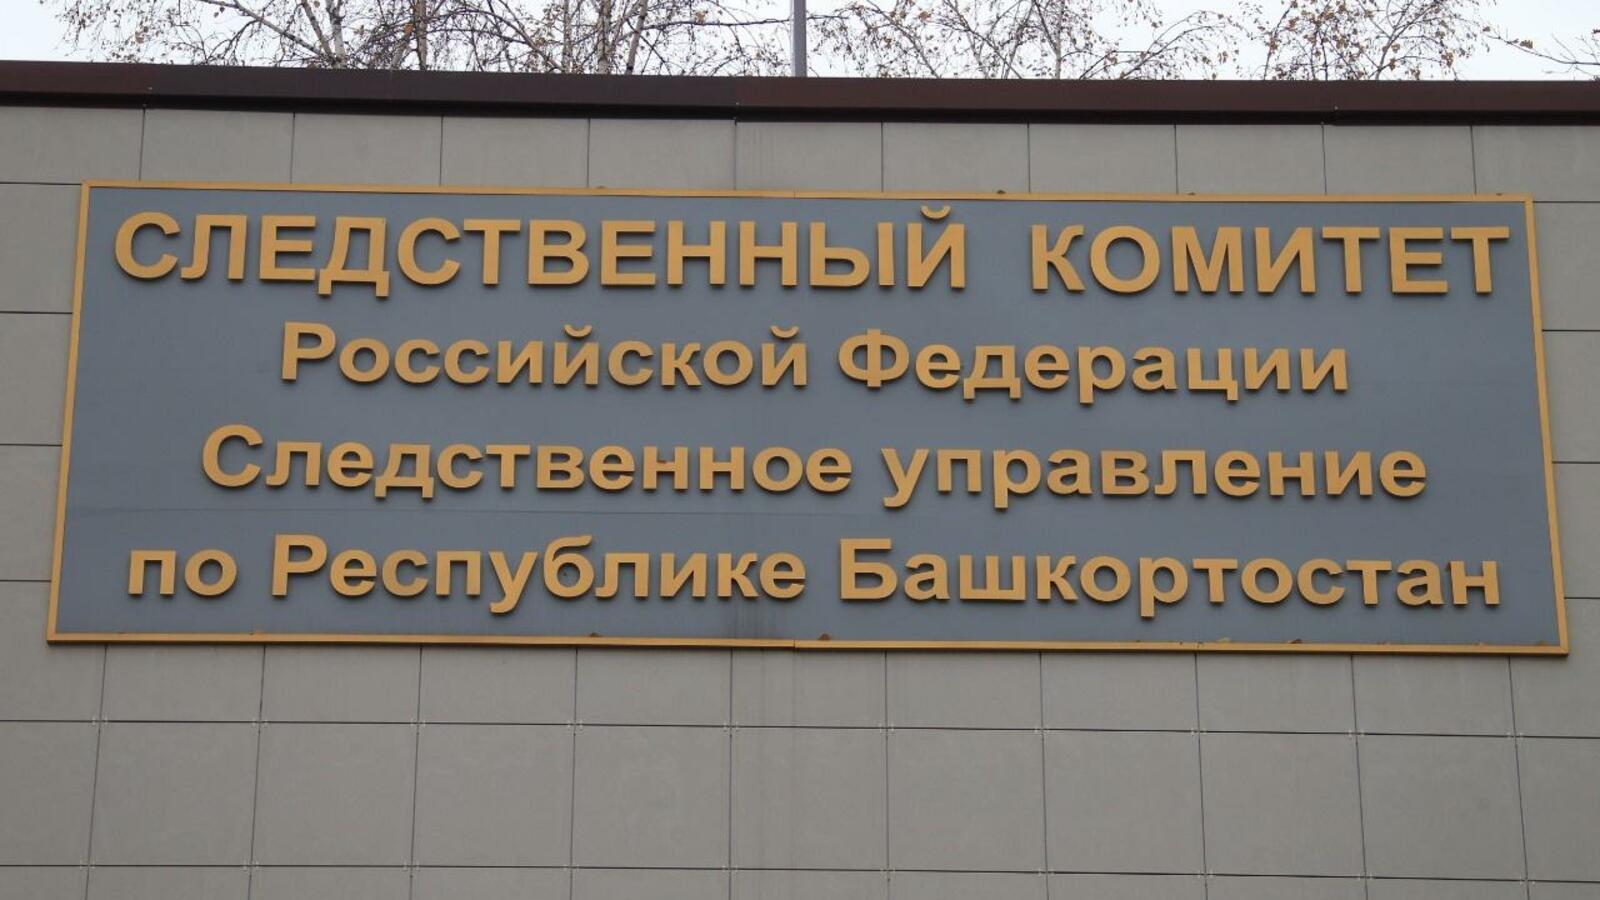 СЛЕДСТВЕННЫЙ КОМИТЕТ
Российской Федерации
Следственное управление
по Республике Башкортостан